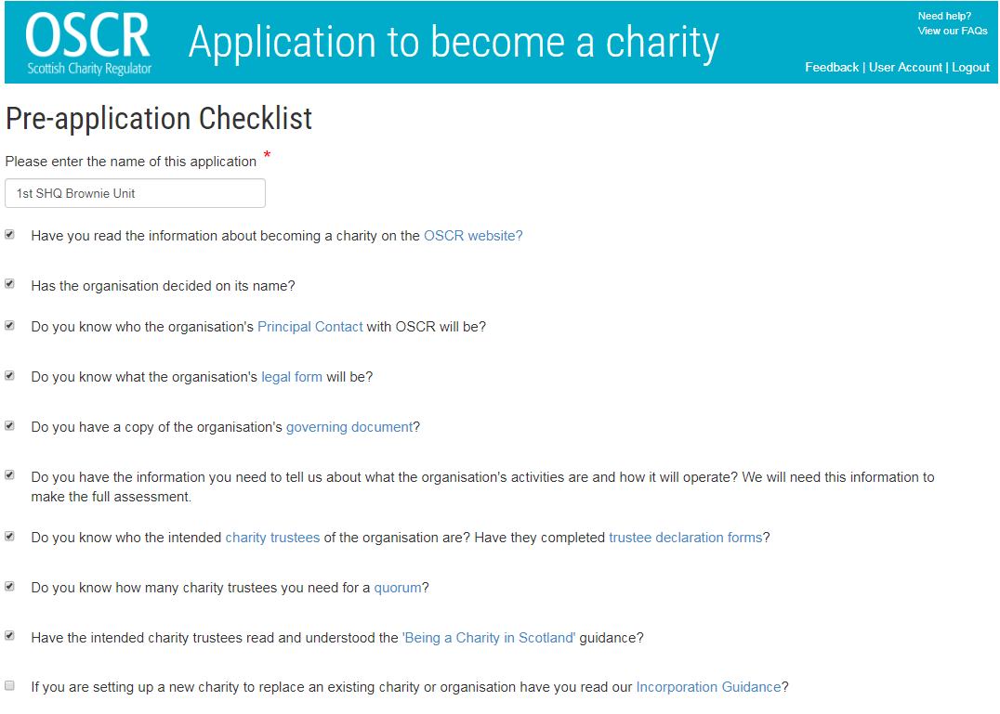 OSCR
Scottish Charity Regulator
Application to become a charity
Need help?
View our FAQs
Feedback | User Account | Logout
Pre-application Checklist
Please enter the name of this application *
1st SHQ Brownie Unit
Have you read the information about becoming a charity on the OSCR website?
Has the organisation decided on its name?
Do you know who the organisation's Principal Contact with OSCR will be?
Do you know what the organisation's legal form will be?
Do you have a copy of the organisation's governing document?
Do you have the information you need to tell us about what the organisation's activities are and how it will operate? We will need this information to
make the full assessment.
Do you know who the intended charity trustees of the organisation are? Have they completed trustee declaration forms?
Do you know how many charity trustees you need for a quorum?
Have the intended charity trustees read and understood the 'Being a Charity in Scotland' guidance?
If you are setting up a new charity to replace an existing charity or organisation have you read our Incorporation Guidance?